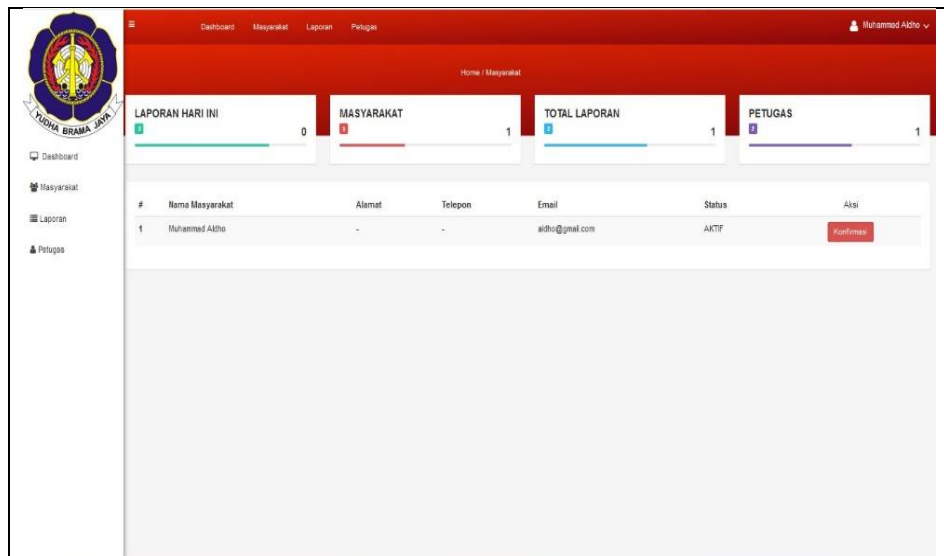 YUDHA BRAMA JAYA
Dashboard
Masyarakat
Laporan
Petugas
Dashboard Masyarakat Laporan Petugas
Muhammad Aldho
Home / Masyarakat
LAPORAN HARI INI
0
MASYARAKAT
1
TOTAL LAPORAN
1
PETUGAS
1
# Nama Masyarakat Alamat Telepon Email Status Aksi
1 Muhammad Aldho - - aldho@gmail.com AKTIF Konfirmasi